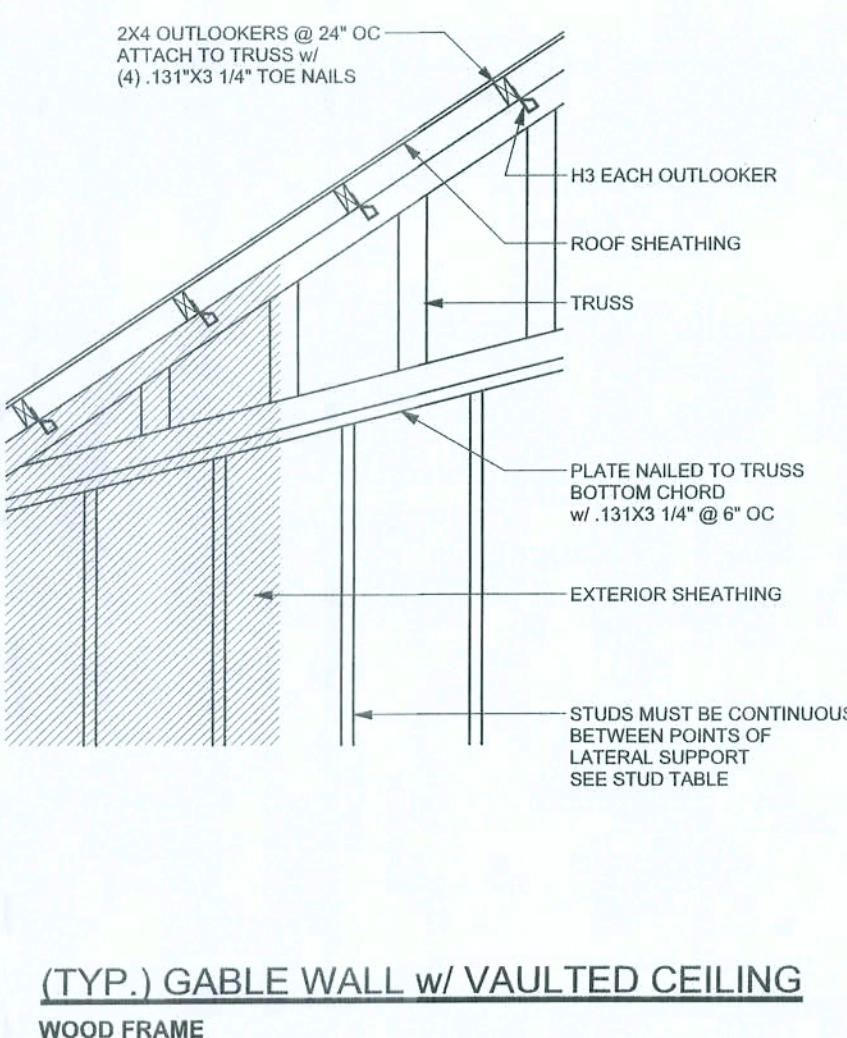 2X4 OUTLOOKERS @ 24" OC
ATTACH TO TRUSS w/
(4) .131"X3 1/4" TOE NAILS
H3 EACH OUTLOOKER
ROOF SHEATHING
TRUSS
PLATE NAILED TO TRUSS
BOTTOM CHORD
w/ .131X3 1/4" @ 6" OC
EXTERIOR SHEATHING
STUDS MUST BE CONTINUOUS
BETWEEN POINTS OF
LATERAL SUPPORT
SEE STUD TABLE
(TYP.) GABLE WALL w/ VAULTED CEILING
WOOD FRAME